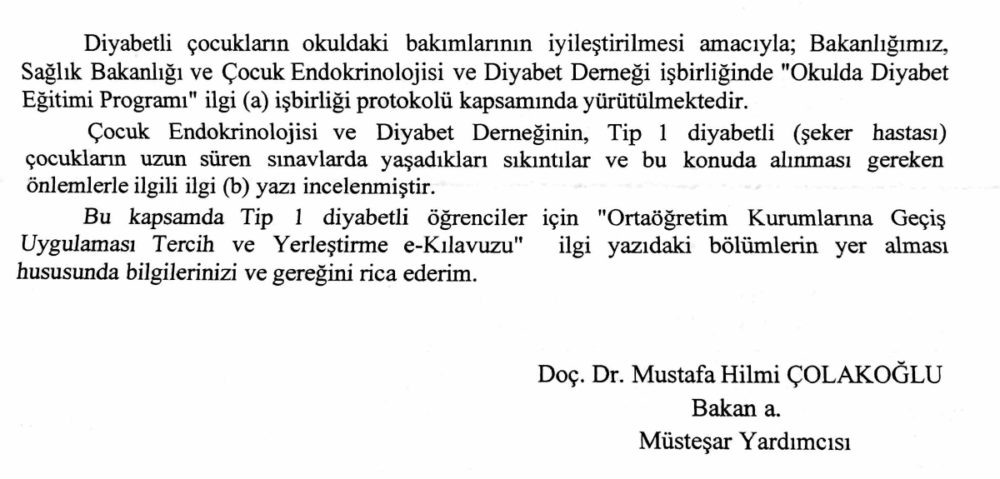 Diyabetli çocukların okuldaki bakımlarının iyileştirilmesi amacıyla; Bakanlığımız,
Sağlık Bakanlığı ve Çocuk Endokrinolojisi ve Diyabet Derneği işbirliğinde "Okulda Diyabet
Eğitimi Programı" ilgi (a) işbirliği protokolü kapsamında yürütülmektedir.
Çocuk Endokrinolojisi ve Diyabet Derneğinin, Tip 1 diyabetli (şeker hastası)
çocukların uzun süren sınavlarda yaşadıkları sıkıntılar ve bu konuda alınması gereken
önlemlerle ilgili ilgi (b) yazı incelenmiştir.
Bu kapsamda Tip 1 diyabetli öğrenciler için "Ortaöğretim Kurumlarına Geçiş
Uygulaması Tercih ve Yerleştirme e-Kılavuzu" ilgi yazıdaki bölümlerin yer alması
hususunda bilgilerinizi ve gereğini rica ederim.
Doç. Dr. Mustafa Hilmi ÇOLAKOĞLU
Bakan a.
Müsteşar Yardımcısı